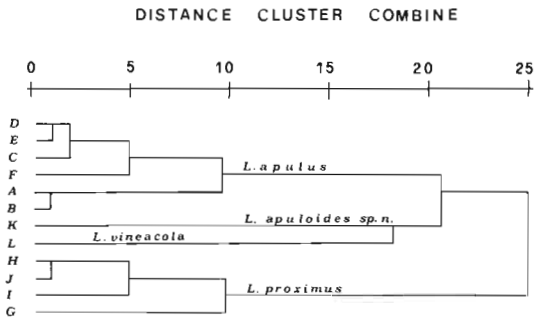 DISTANCE CLUSTER COMBINE
0 5 10 15 20 25
D
E
C
F
L.apulus
A
B
K
L. apuloides sp.n.
L
L.vineacola
H
J
L. proximus
I
G